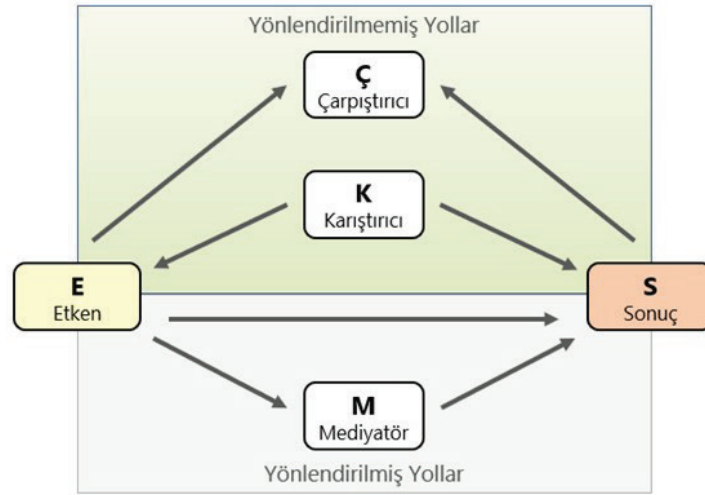 Yönlendirilmemiş Yollar
Ç
Çarpıştırıcı
K
Karıştırıcı
E
Etken
S
Sonuç
M
Mediyatör
Yönlendirilmiş Yollar